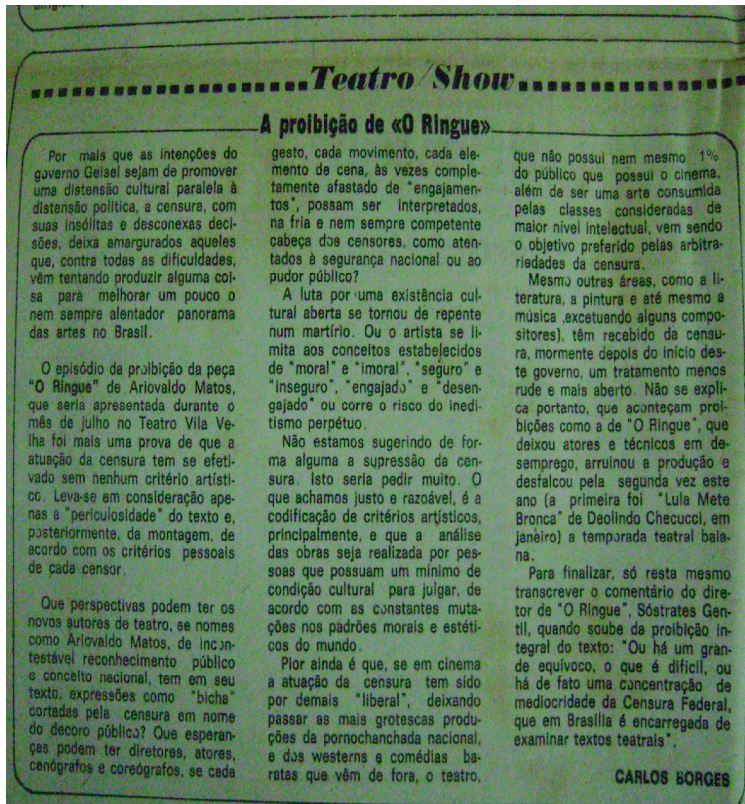 Teatro/Show
A proibição de «O Ringue»
Por mais que as intenções do
governo Geisel sejam de promover
uma distensão cultural paralela à
distensão política, a censura, com
suas insólitas e desconexas deci-
sões, deixa amargurados aqueles
que, contra todas as dificuldades,
vêm tentando produzir alguma coi-
sa para melhorar um pouco o
nem sempre alentador panorama
das artes no Brasil.
O episódio da proibição da peça
"O Ringue" de Ariovaldo Matos,
que seria apresentada durante o
mês de julho no Teatro Vila Ve-
lha foi mais uma prova de que a
atuação da censura tem se efeti-
vado sem nenhum critério artísti-
co. Leva-se em consideração ape-
nas a "periculosidade" do texto e,
posteriormente, da montagem, de
acordo com os critérios pessoais
de cada censor.
Que perspectivas podem ter os
novos autores de teatro, se nomes
como Ariovaldo Matos, de incon-
testável reconhecimento público
e conceito nacional, tem em seu
texto, expressões como "bicha"
cortadas pela censura em nome
do decoro público? Que esperan-
ças podem ter diretores, atores,
cenógrafos e coreógrafos, se cada
gesto, cada movimento, cada ele-
mento de cena, às vezes comple-
tamente afastado de "engajamen-
tos", possam ser interpretados,
na fria e nem sempre competente
cabeça dos censores, como aten-
tados à segurança nacional ou ao
pudor público?
A luta por uma existência cul-
tural aberta se tornou de repente
num martírio. Ou o artista se li-
mita aos conceitos estabelecidos
de "moral" e "imoral", "seguro" e
"inseguro", "engajado" e "desen-
gajado" ou corre o risco do inedi-
tismo perpétuo.
Não estamos sugerindo de for-
ma alguma a supressão da cen-
sura. Isto seria pedir muito. O
que achamos justo e razoável, é a
codificação de critérios artísticos,
principalmente, e que a análise
das obras seja realizada por pes-
soas que possuam um mínimo de
condição cultural para julgar, de
acordo com as constantes muta-
ções nos padrões morais e estéti-
cos do mundo.
Pior ainda é que, se em cinema
a atuação da censura tem sido
por demais "liberal", deixando
passar as mais grotescas produ-
ções da pornochanchada nacional,
e dos westerns e comédias ba-
ratas que vêm de fora, o teatro,
que não possui nem mesmo 1%
do público que possui o cinema,
além de ser uma arte consumida
pelas classes consideradas de
maior nível intelectual, vem sendo
o objetivo preferido pelas arbitra-
riedades da censura.
Mesmo outras áreas, como a li-
teratura, a pintura e até mesmo a
música ,excetuando alguns compo-
sitores), têm recebido da censu-
ra, mormente depois do início des-
te governo, um tratamento menos
rude e mais aberto. Não se expli-
ca portanto, que aconteçam proi-
bições como a de "O Ringue", que
deixou atores e técnicos em de-
semprego, arruinou a produção e
desfalcou pela segunda vez este
ano (a primeira foi "Lula Mete
Bronca" de Deolindo Checucci, em
janeiro) a temporada teatral baia-
na.
Para finalizar, só resta mesmo
transcrever o comentário do dire-
tor de "O Ringue", Sóstrates Gen-
til, quando soube da proibição in-
tegral do texto: "Ou há um gran-
de equívoco, o que é difícil, ou
há de fato uma concentração de
mediocridade da Censura Federal,
que em Brasília é encarregada de
examinar textos teatrais".
CARLOS BORGES